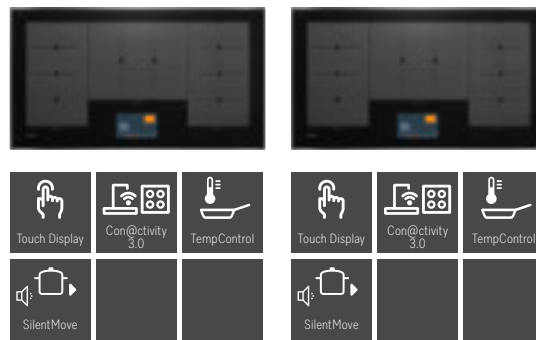 Touch Display
Con@ctivity
3.0
TempControl
SilentMove
Touch Display
Con@ctivity
3.0
TempControl
SilentMove